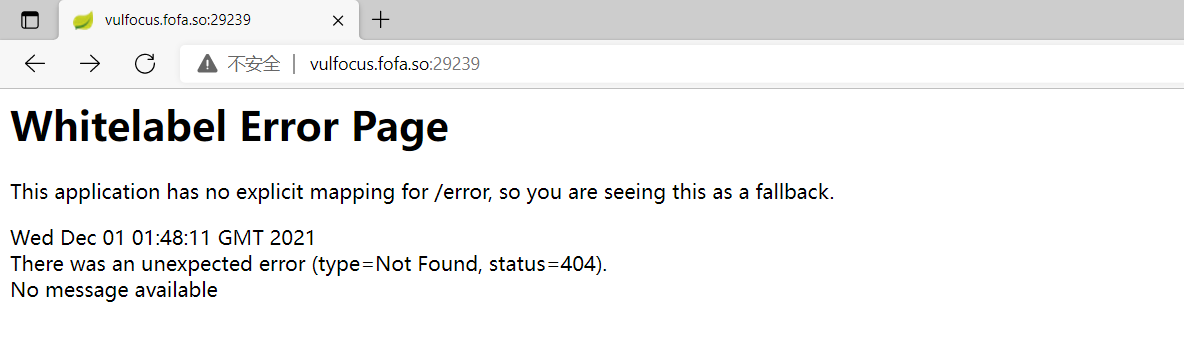 vulfocus.fofa.so:29239
不安全 | vulfocus.fofa.so:29239
Whitelabel Error Page
This application has no explicit mapping for /error, so you are seeing this as a fallback.
Wed Dec 01 01:48:11 GMT 2021
There was an unexpected error (type=Not Found, status=404).
No message available